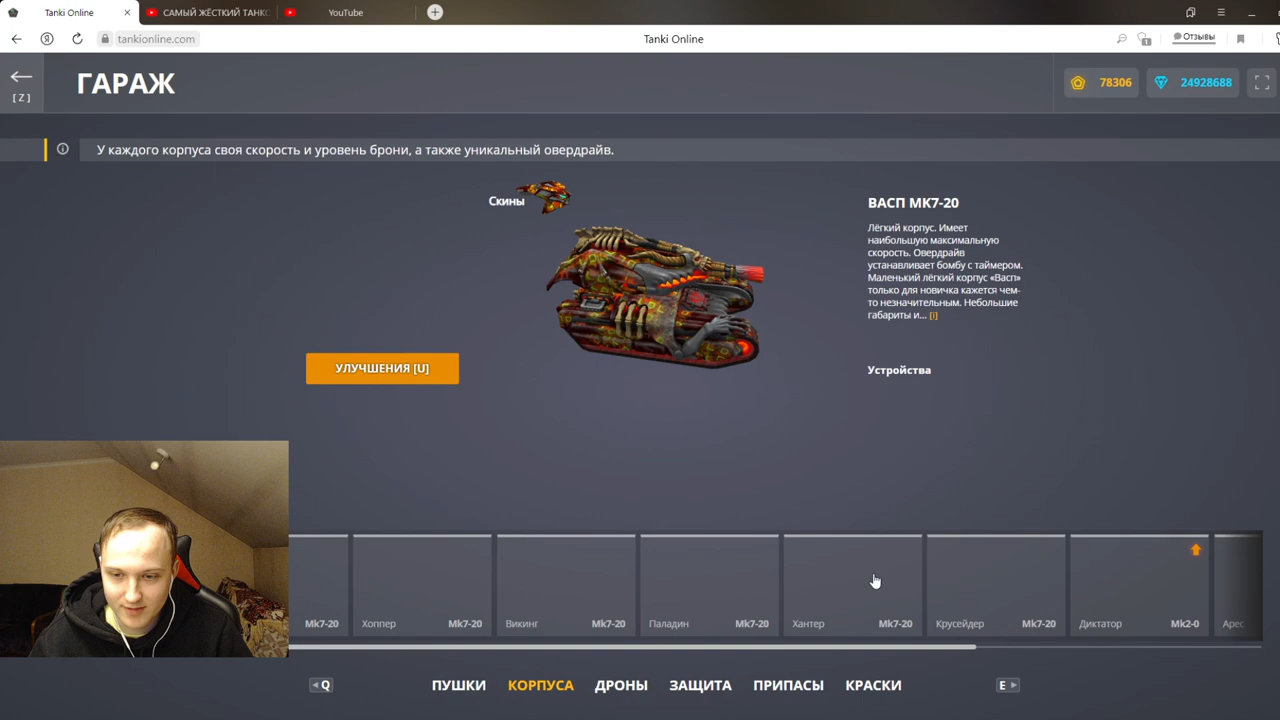 Tanki Online
САМЫЙ ЖЁСТКИЙ ТАНКО
YouTube
tankionline.com
Tanki Online
Отзывы
[ Z ]
ГАРАЖ
78306
24928688
У каждого корпуса своя скорость и уровень брони, а также уникальный овердрайв.
Скины
ВАСП МК7-20
Лёгкий корпус. Имеет
наибольшую максимальную
скорость. Овердрайв
устанавливает бомбу с таймером.
Маленький лёгкий корпус «Васп»
только для новичка кажется чем-
то незначительным. Небольшие
габариты и... [i]
УЛУЧШЕНИЯ [U]
Устройства
Mk7-20
Хоппер Mk7-20
Викинг Mk7-20
Паладин Mk7-20
Хантер Mk7-20
Крусейдер Mk7-20
Диктатор Mk2-0
Арес
Q
ПУШКИ
КОРПУСА
ДРОНЫ
ЗАЩИТА
ПРИПАСЫ
КРАСКИ
E